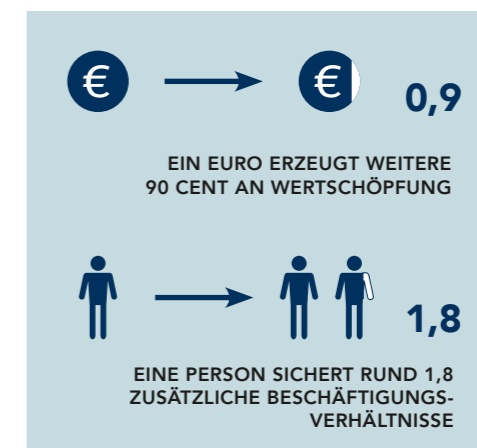 € € 0,9
EIN EURO ERZEUGT WEITERE
90 CENT AN WERTSCHÖPFUNG
1,8
EINE PERSON SICHERT RUND 1,8
ZUSÄTZLICHE BESCHÄFTIGUNGS-
VERHÄLTNISSE